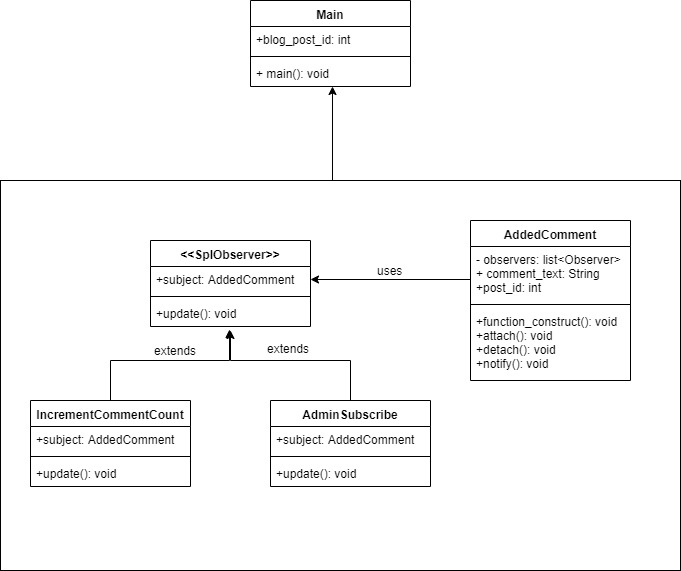 Main
+blog_post_id: int
+ main(): void
<<SplObserver>>
+subject: AddedComment
+update(): void
uses
AddedComment
- observers: list<Observer>
+ comment_text: String
+post_id: int
+function_construct(): void
+attach(): void
+detach(): void
+notify(): void
extends
extends
IncrementCommentCount
+subject: AddedComment
+update(): void
AdminSubscribe
+subject: AddedComment
+update(): void